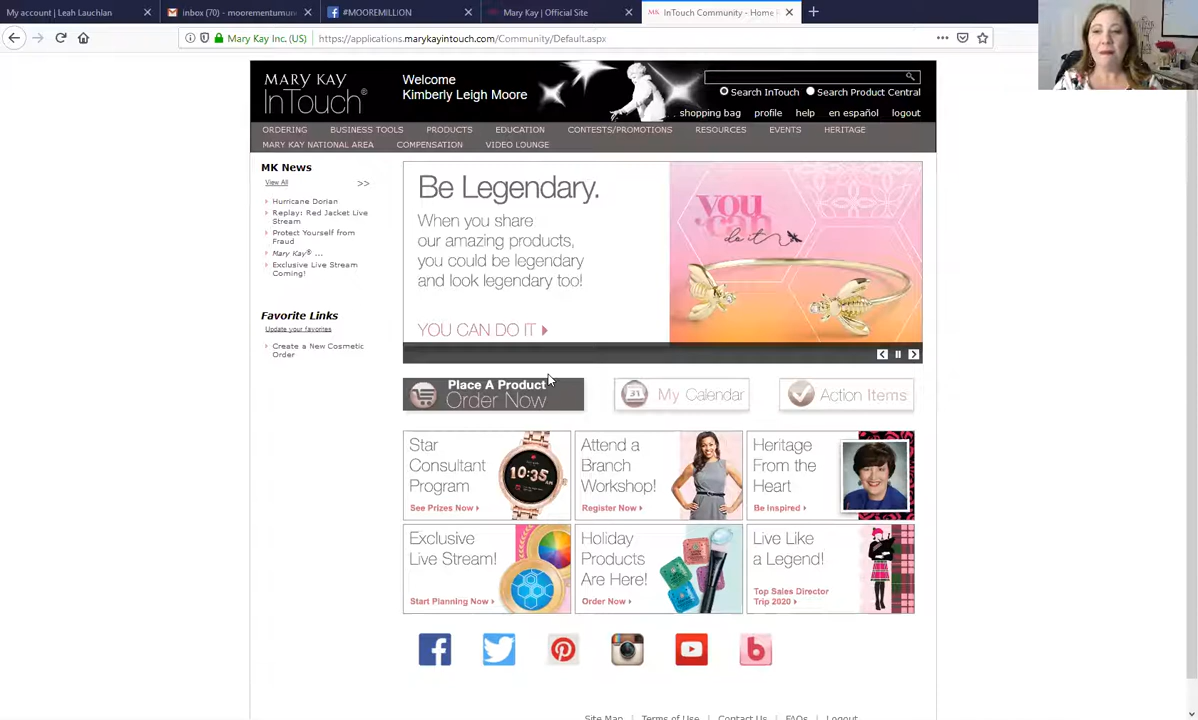 My account | Leah Lauchlan
inbox (70) - moorementumun
#MOOREMILLION
Mary Kay | Official Site
InTouch Community - Home
Mary Kay Inc. (US)
https://applications.marykayintouch.com/Community/Default.aspx
MARY KAY
InTouch®
Welcome
Kimberly Leigh Moore
Search InTouch
Search Product Central
shopping bag
profile
help
en español
logout
ORDERING
BUSINESS TOOLS
PRODUCTS
EDUCATION
CONTESTS/PROMOTIONS
RESOURCES
EVENTS
HERITAGE
MARY KAY NATIONAL AREA
COMPENSATION
VIDEO LOUNGE
MK News
View All
>>
Hurricane Dorian
Replay: Red Jacket Live
Stream
Protect Yourself from
Fraud
Mary Kay® ...
Exclusive Live Stream
Coming!
Favorite Links
Update your favorites
Create a New Cosmetic
Order
Be Legendary.
When you share
our amazing products,
you could be legendary
and look legendary too!
YOU CAN DO IT
you
can
do it
Place A Product
Order Now
31
My Calendar
Action Items
Star
Consultant
Program
See Prizes Now
10:35
Attend a
Branch
Workshop!
Register Now
Heritage
From the
Heart
Be inspired
Exclusive
Live Stream!
Start Planning Now
Holiday
Products
Are Here!
Order Now
Live Like
a Legend!
Top Sales Director
Trip 2020
Site Map | Terms of Use | Contact Us | FAQs | Logout